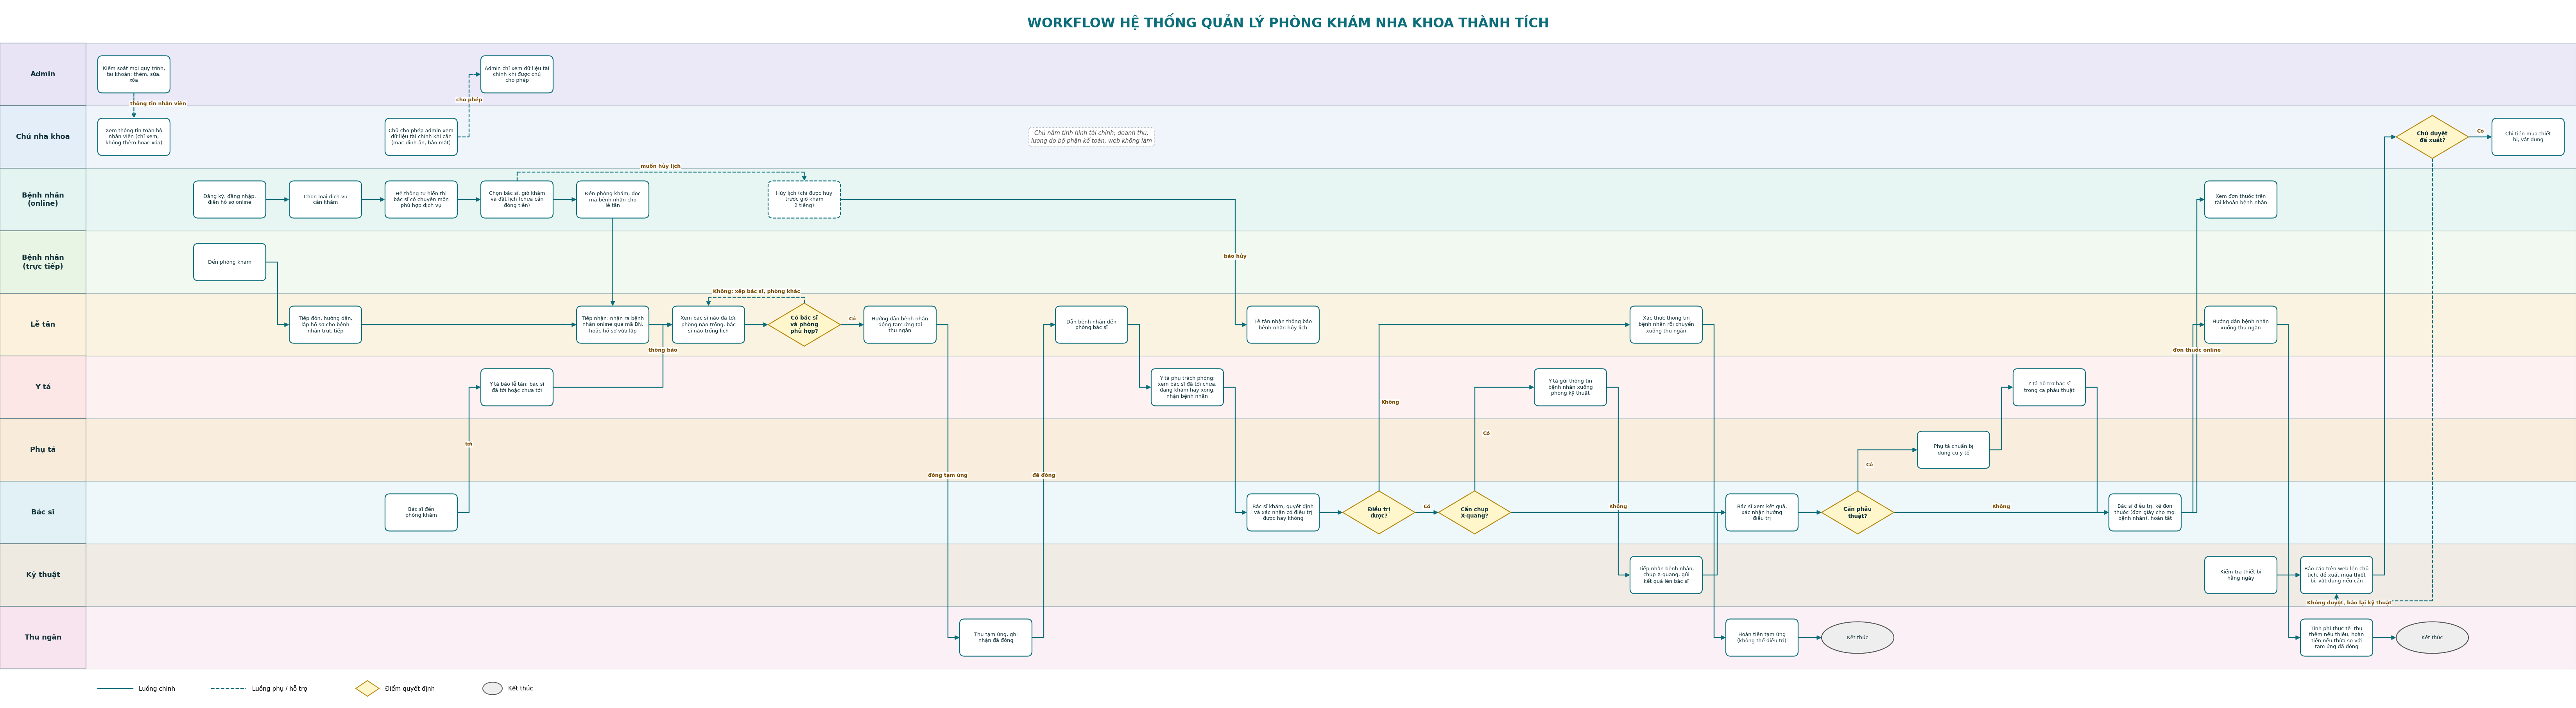 WORKFLOW HỆ THỐNG QUẢN LÝ PHÒNG KHÁM NHA KHOA THÀNH TÍCH
Admin
Kiểm soát mọi quy trình,
tài khoản: thêm, sửa,
xóa
Admin chỉ xem dữ liệu tài
chính khi được chủ
cho phép
thông tin nhân viên
cho phép
Chủ nha khoa
Xem thông tin toàn bộ
nhân viên (chỉ xem,
không thêm hoặc xóa)
Chủ cho phép admin xem
dữ liệu tài chính khi cần
(mặc định ẩn, bảo mật)
Chủ nắm tình hình tài chính; doanh thu,
lương do bộ phận kế toán, web không làm
Chủ duyệt
đề xuất?
Có
Chi tiền mua thiết
bị, vật dụng
muốn hủy lịch
Bệnh nhân
(online)
Đăng ký, đăng nhập,
điền hồ sơ online
Chọn loại dịch vụ
cần khám
Hệ thống tự hiển thị
bác sĩ có chuyên môn
phù hợp dịch vụ
Chọn bác sĩ, giờ khám
và đặt lịch (chưa cần
đóng tiền)
Đến phòng khám, đọc
mã bệnh nhân cho
lễ tân
Hủy lịch (chỉ được hủy
trước giờ khám
2 tiếng)
Xem đơn thuốc trên
tài khoản bệnh nhân
Bệnh nhân
(trực tiếp)
Đến phòng khám
báo hủy
Không: xếp bác sĩ, phòng khác
Lễ tân
Tiếp đón, hướng dẫn,
lập hồ sơ cho bệnh
nhân trực tiếp
Tiếp nhận: nhận ra bệnh
nhân online qua mã BN,
hoặc hồ sơ vừa lập
Xem bác sĩ nào đã tới,
phòng nào trống, bác
sĩ nào trống lịch
Có bác sĩ
và phòng
phù hợp?
Có
Hướng dẫn bệnh nhân
đóng tạm ứng tại
thu ngân
Dẫn bệnh nhân đến
phòng bác sĩ
Lễ tân nhận thông báo
bệnh nhân hủy lịch
Xác thực thông tin
bệnh nhân rồi chuyển
xuống thu ngân
Hướng dẫn bệnh nhân
xuống thu ngân
thông báo
đơn thuốc online
Y tá
Y tá báo lễ tân: bác sĩ
đã tới hoặc chưa tới
Y tá phụ trách phòng
xem bác sĩ đã tới chưa,
đang khám hay xong,
nhận bệnh nhân
Không
Y tá gửi thông tin
bệnh nhân xuống
phòng kỹ thuật
Y tá hỗ trợ bác sĩ
trong ca phẫu thuật
Phụ tá
tới
Có
Phụ tá chuẩn bị
dụng cụ y tế
Có
đóng tạm ứng
đã đóng
Bác sĩ
Bác sĩ đến
phòng khám
Bác sĩ khám, quyết định
và xác nhận có điều trị
được hay không
Điều trị
được?
Có
Cần chụp
X-quang?
Không
Bác sĩ xem kết quả,
xác nhận hướng
điều trị
Cần phẫu
thuật?
Không
Bác sĩ điều trị, kê đơn
thuốc (đơn giấy cho mọi
bệnh nhân), hoàn tất
Kỹ thuật
Tiếp nhận bệnh nhân,
chụp X-quang, gửi
kết quả lên bác sĩ
Kiểm tra thiết bị
hằng ngày
Báo cáo trên web lên chủ
tịch, đề xuất mua thiết
bị, vật dụng nếu cần
Không duyệt, báo lại kỹ thuật
Thu ngân
Thu tạm ứng, ghi
nhận đã đóng
Hoàn tiền tạm ứng
(không thể điều trị)
Kết thúc
Tính phí thực tế: thu
thêm nếu thiếu, hoàn
tiền nếu thừa so với
tạm ứng đã đóng
Kết thúc
Luồng chính
Luồng phụ / hỗ trợ
Điểm quyết định
Kết thúc